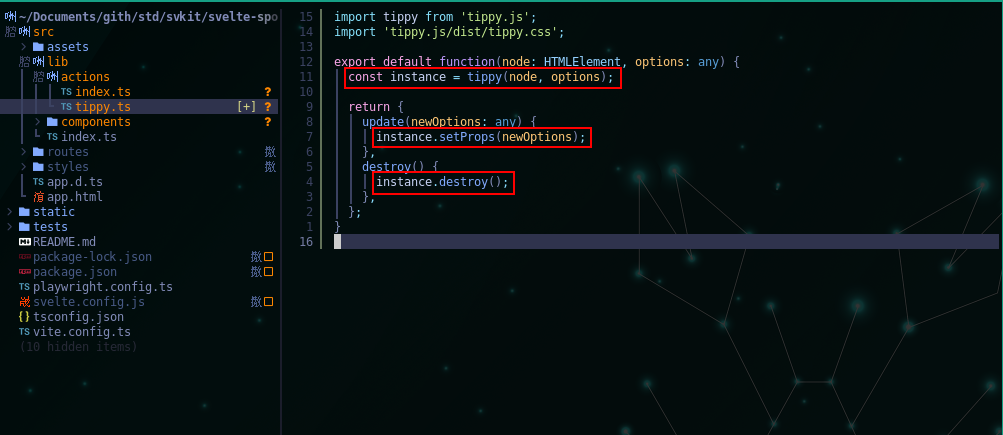 ~/Documents/gith/std/svkit/svelte-spo
src
assets
lib
actions
TS index.ts ?
TS tippy.ts [+] ?
components ?
TS index.ts
routes
styles
TS app.d.ts
app.html
static
tests
README.md
package-lock.json
package.json
TS playwright.config.ts
svelte.config.js
{} tsconfig.json
TS vite.config.ts
(10 hidden items)
15 import tippy from 'tippy.js';
14 import 'tippy.js/dist/tippy.css';
13
12 export default function(node: HTMLElement, options: any) {
11 const instance = tippy(node, options);
10
9 return {
8 update(newOptions: any) {
7 instance.setProps(newOptions);
6 },
5 destroy() {
4 instance.destroy();
3 },
2 };
1 }
16